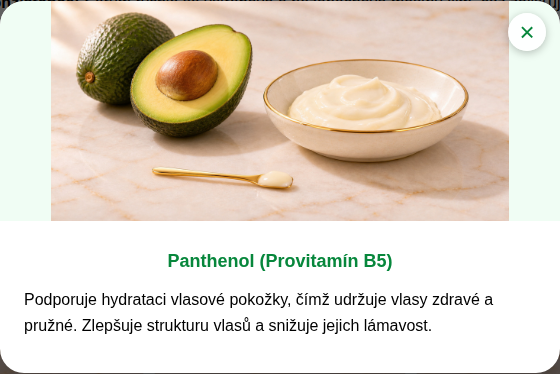 Panthenol (Provitamín B5)
Podporuje hydrataci vlasové pokožky, čímž udržuje vlasy zdravé a
pružné. Zlepšuje strukturu vlasů a snižuje jejich lámavost.